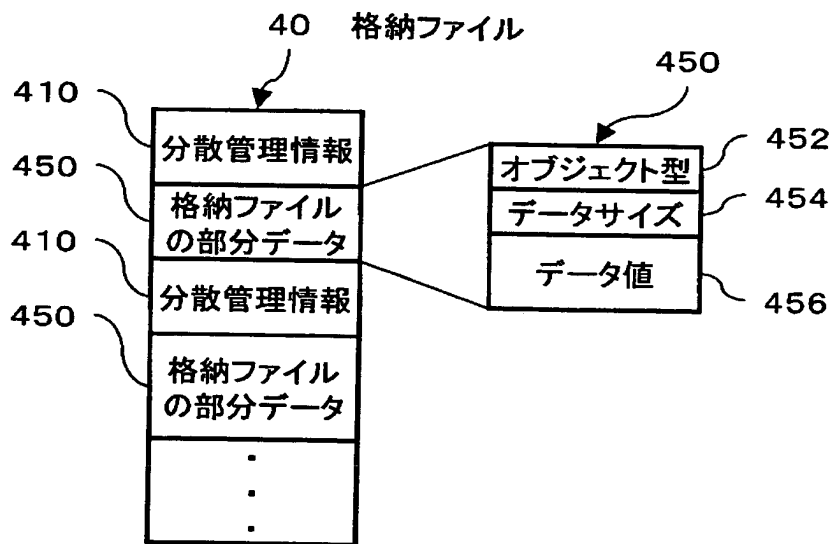 40 格納ファイル
410
分散管理情報
450
格納ファイル
の部分データ
410
分散管理情報
450
格納ファイル
の部分データ
・
・
・
450
オブジェクト型
452
データサイズ
454
データ値
456